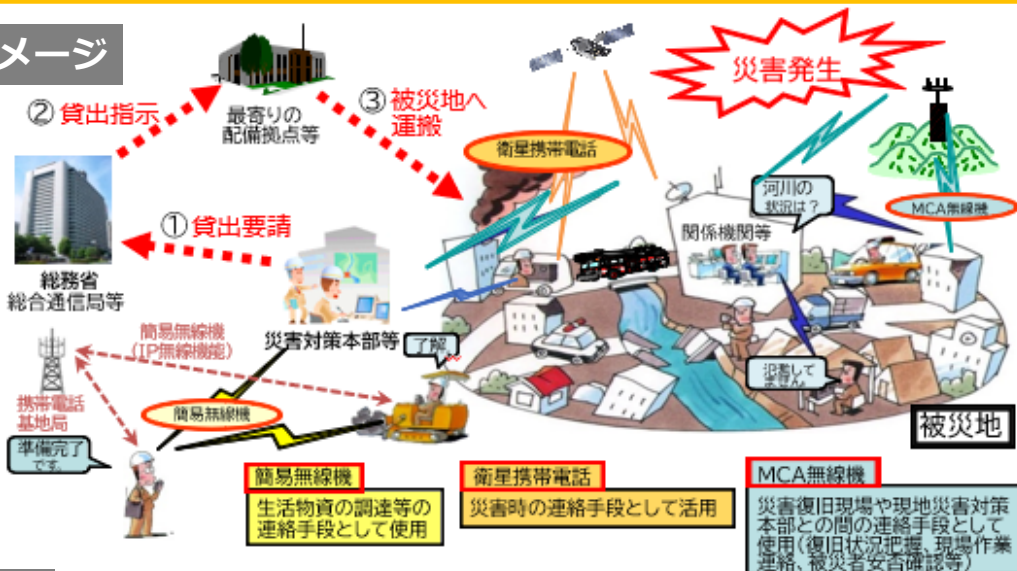 メージ
災害発生
② 貸出指示
最寄りの
配備拠点等
③ 被災地へ
運搬
衛星携帯電話
河川の
状況は？
MCA無線機
関係機関等
① 貸出要請
総務省
総合通信局等
災害対策本部等
了解
簡易無線機
(IP無線機能)
氾濫して
ません。
携帯電話
基地局
簡易無線機
準備完了
です。
被災地
簡易無線機
生活物資の調達等の
連絡手段として使用
衛星携帯電話
災害時の連絡手段として活用
MCA無線機
災害復旧現場や現地災害対策
本部との間の連絡手段として
使用(復旧状況把握、現場作業
連絡、被災者安否確認等)